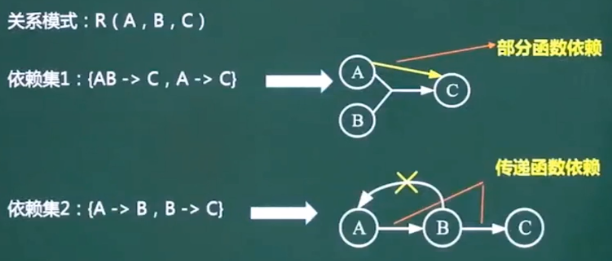 关系模式：R（A，B，C）
依赖集1：{AB -> C，A -> C}
部分函数依赖
A
C
B
依赖集2：{A -> B，B -> C}
传递函数依赖
A
B
C